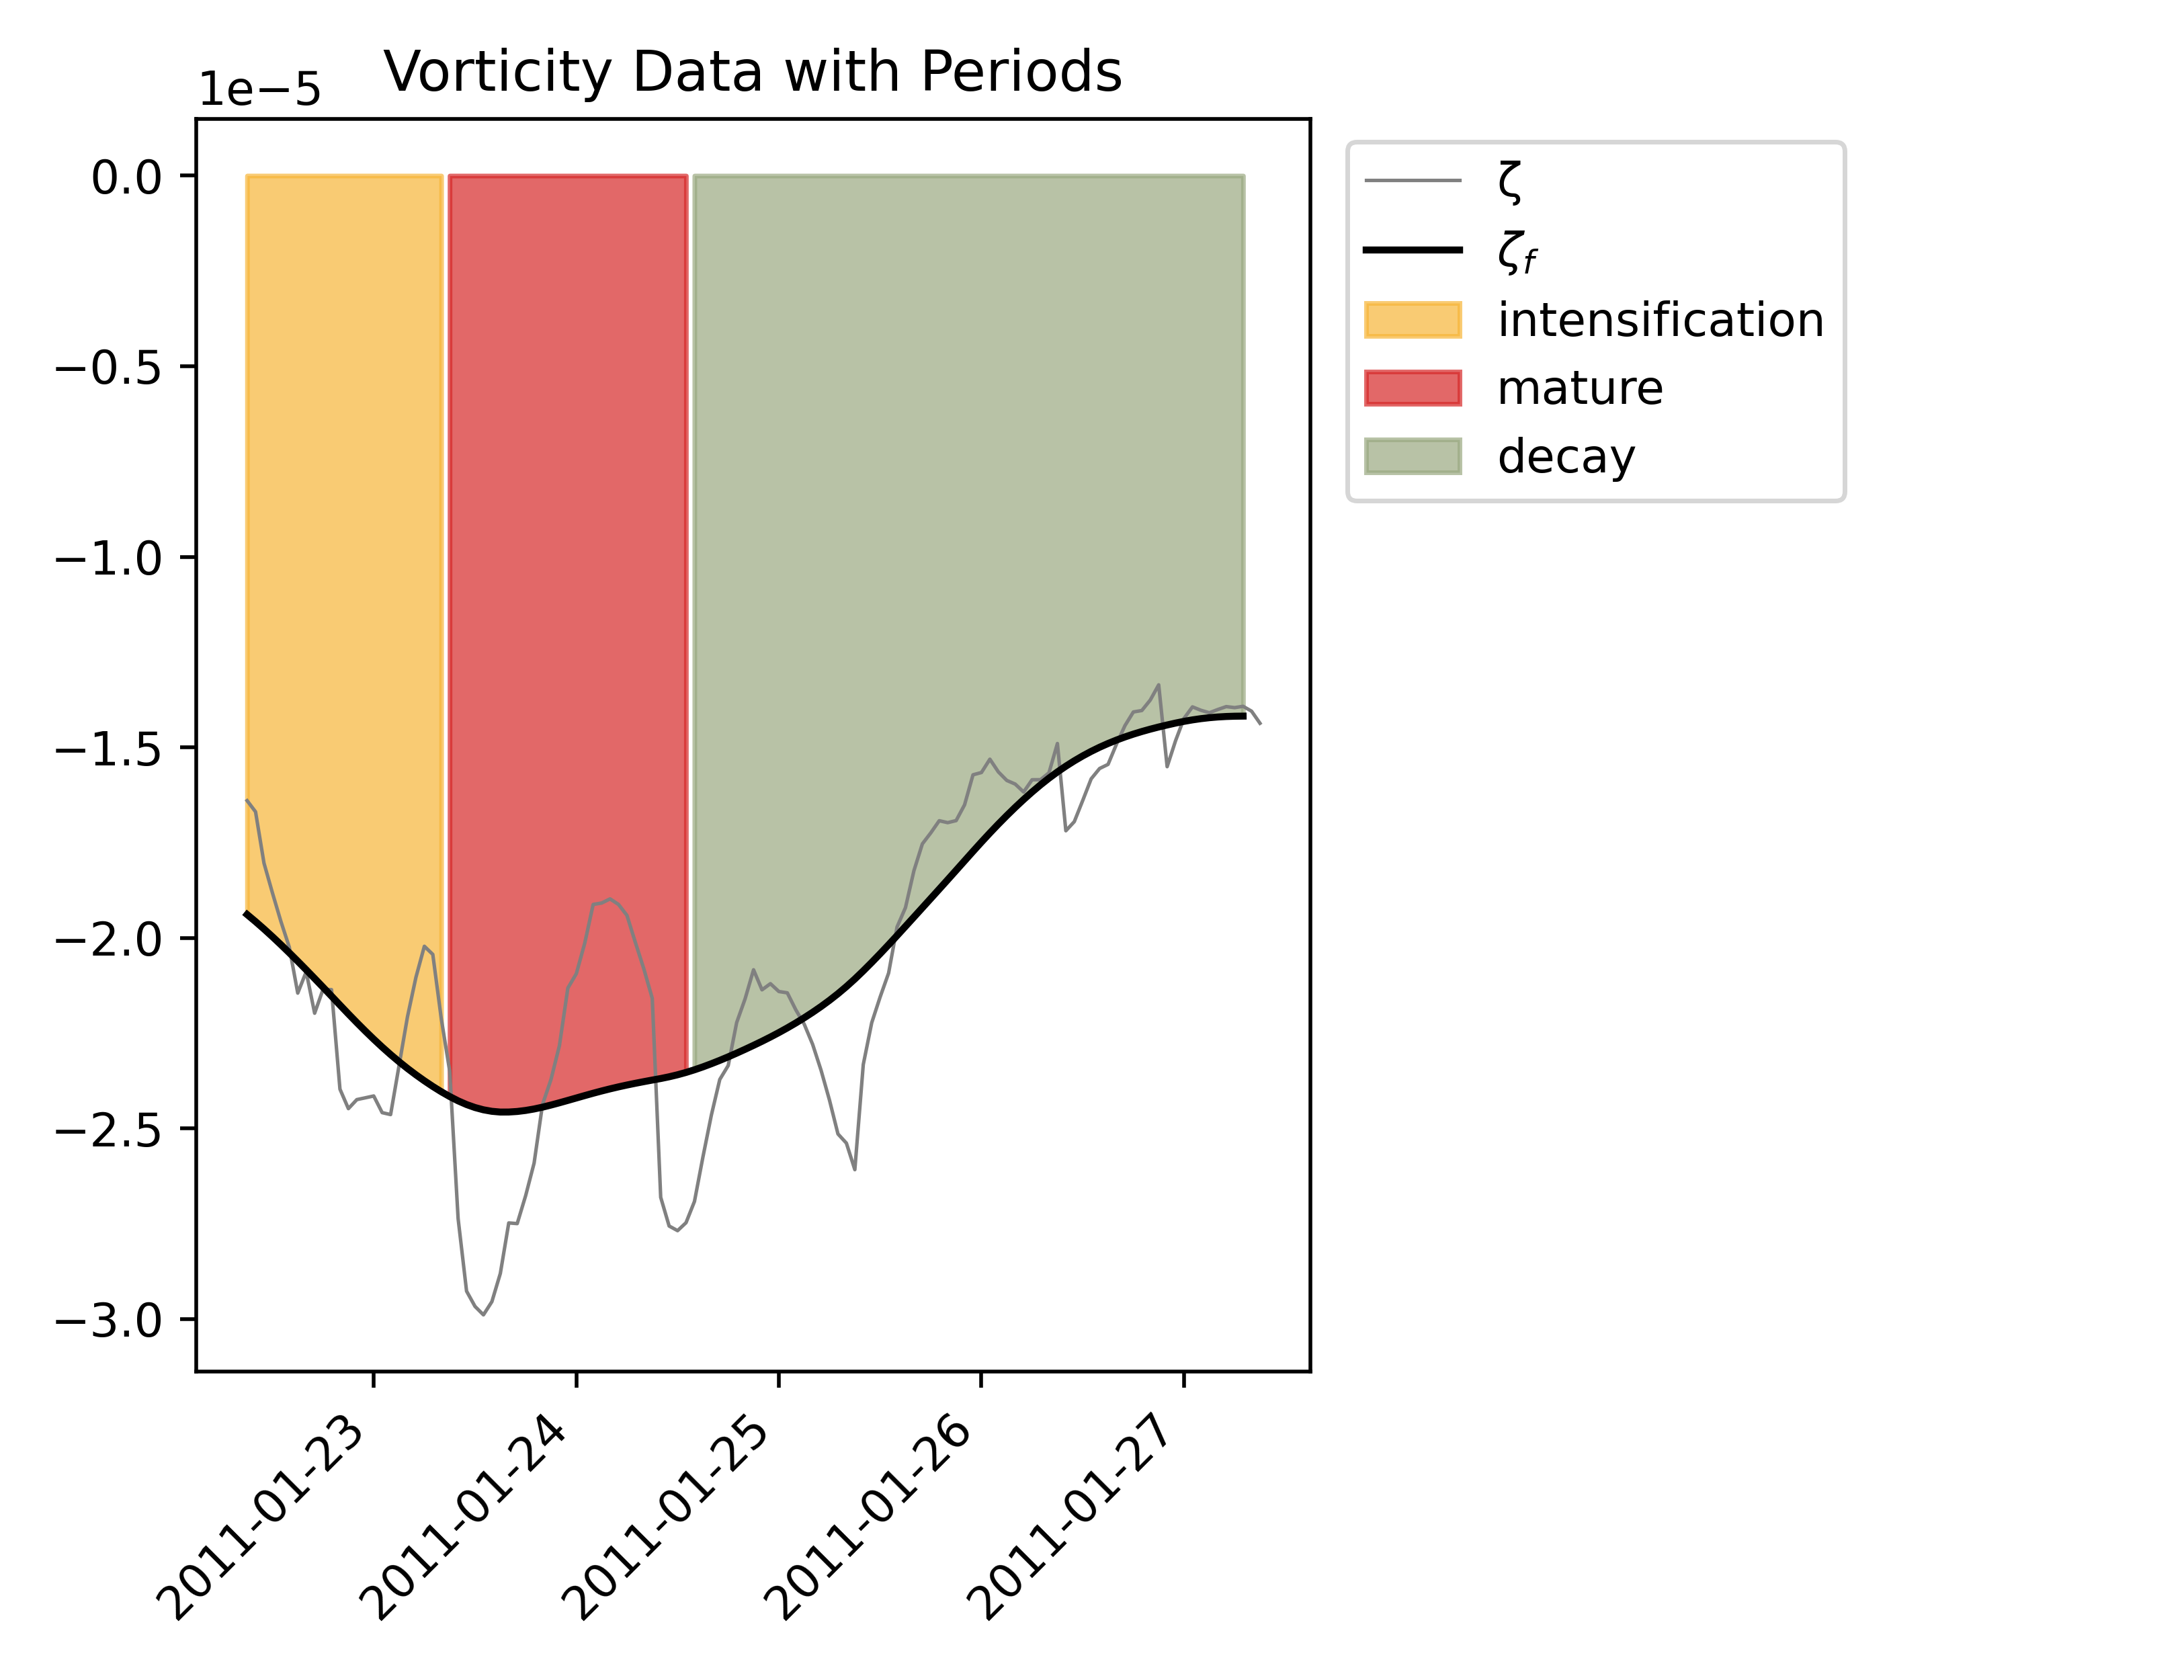 Vorticity Data with Periods
1e−5
0.0
−0.5
−1.0
−1.5
−2.0
−2.5
−3.0
2011-01-23
2011-01-24
2011-01-25
2011-01-26
2011-01-27
ζ
ζf
intensification
mature
decay